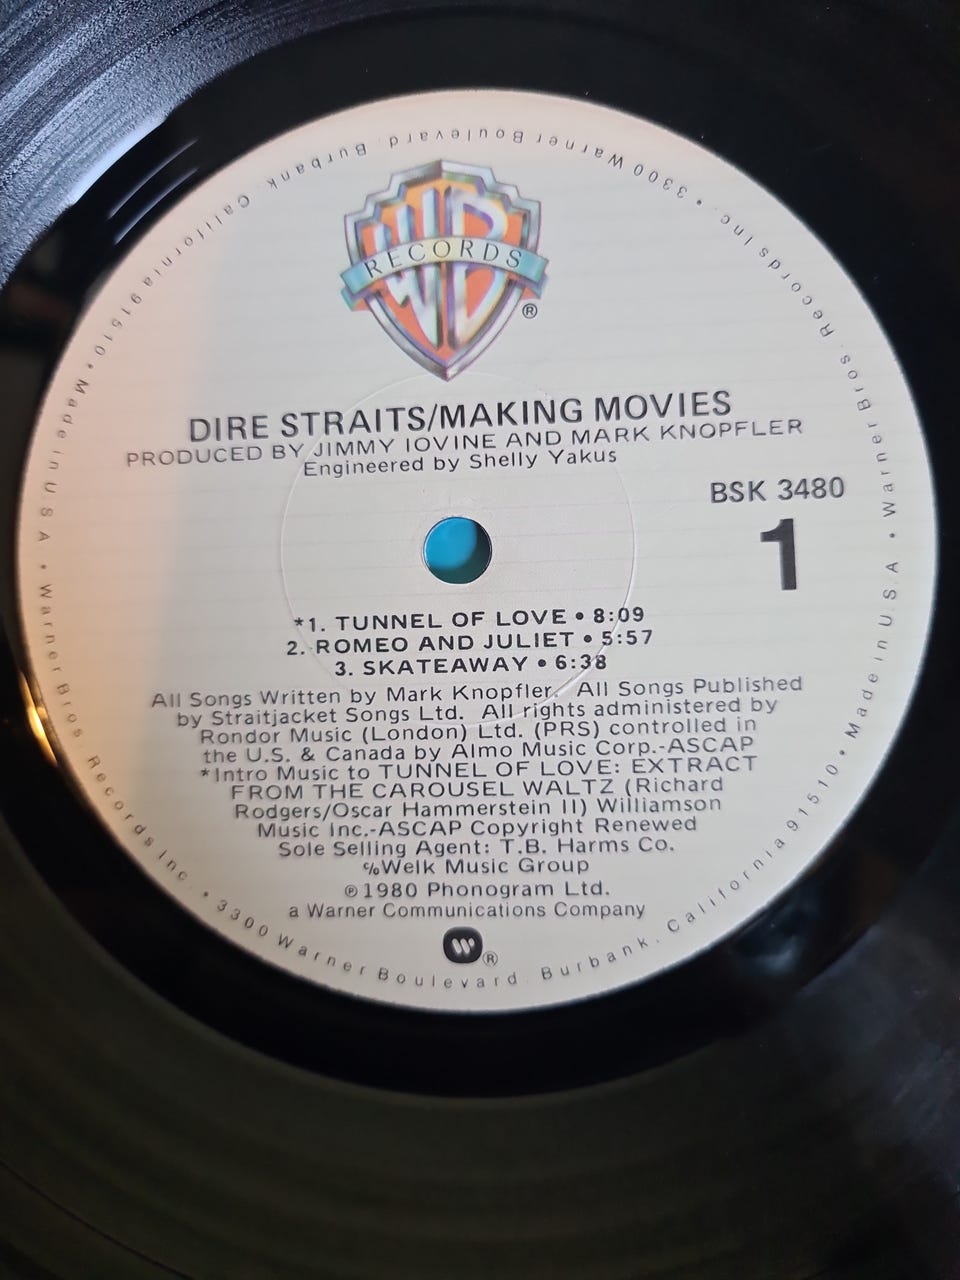 WB
RECORDS
®
DIRE STRAITS/MAKING MOVIES
PRODUCED BY JIMMY IOVINE AND MARK KNOPFLER
Engineered by Shelly Yakus
BSK 3480
1
*1. TUNNEL OF LOVE • 8:09
2. ROMEO AND JULIET • 5:57
3. SKATEAWAY • 6:38
All Songs Written by Mark Knopfler. All Songs Published
by Straitjacket Songs Ltd. All rights administered by
Rondor Music (London) Ltd. (PRS) controlled in
the U.S. & Canada by Almo Music Corp.-ASCAP
*Intro Music to TUNNEL OF LOVE: EXTRACT
FROM THE CAROUSEL WALTZ (Richard
Rodgers/Oscar Hammerstein II) Williamson
Music Inc.-ASCAP Copyright Renewed
Sole Selling Agent: T.B. Harms Co.
℅Welk Music Group
℗1980 Phonogram Ltd.
a Warner Communications Company
W®
Warner Bros. Records Inc. • 3300 Warner Boulevard. Burbank. California 91510 • Made in U.S.A. •
Warner Bros. Records Inc. • 3300 Warner Boulevard. Burbank. California 91510 • Made in U.S.A. •